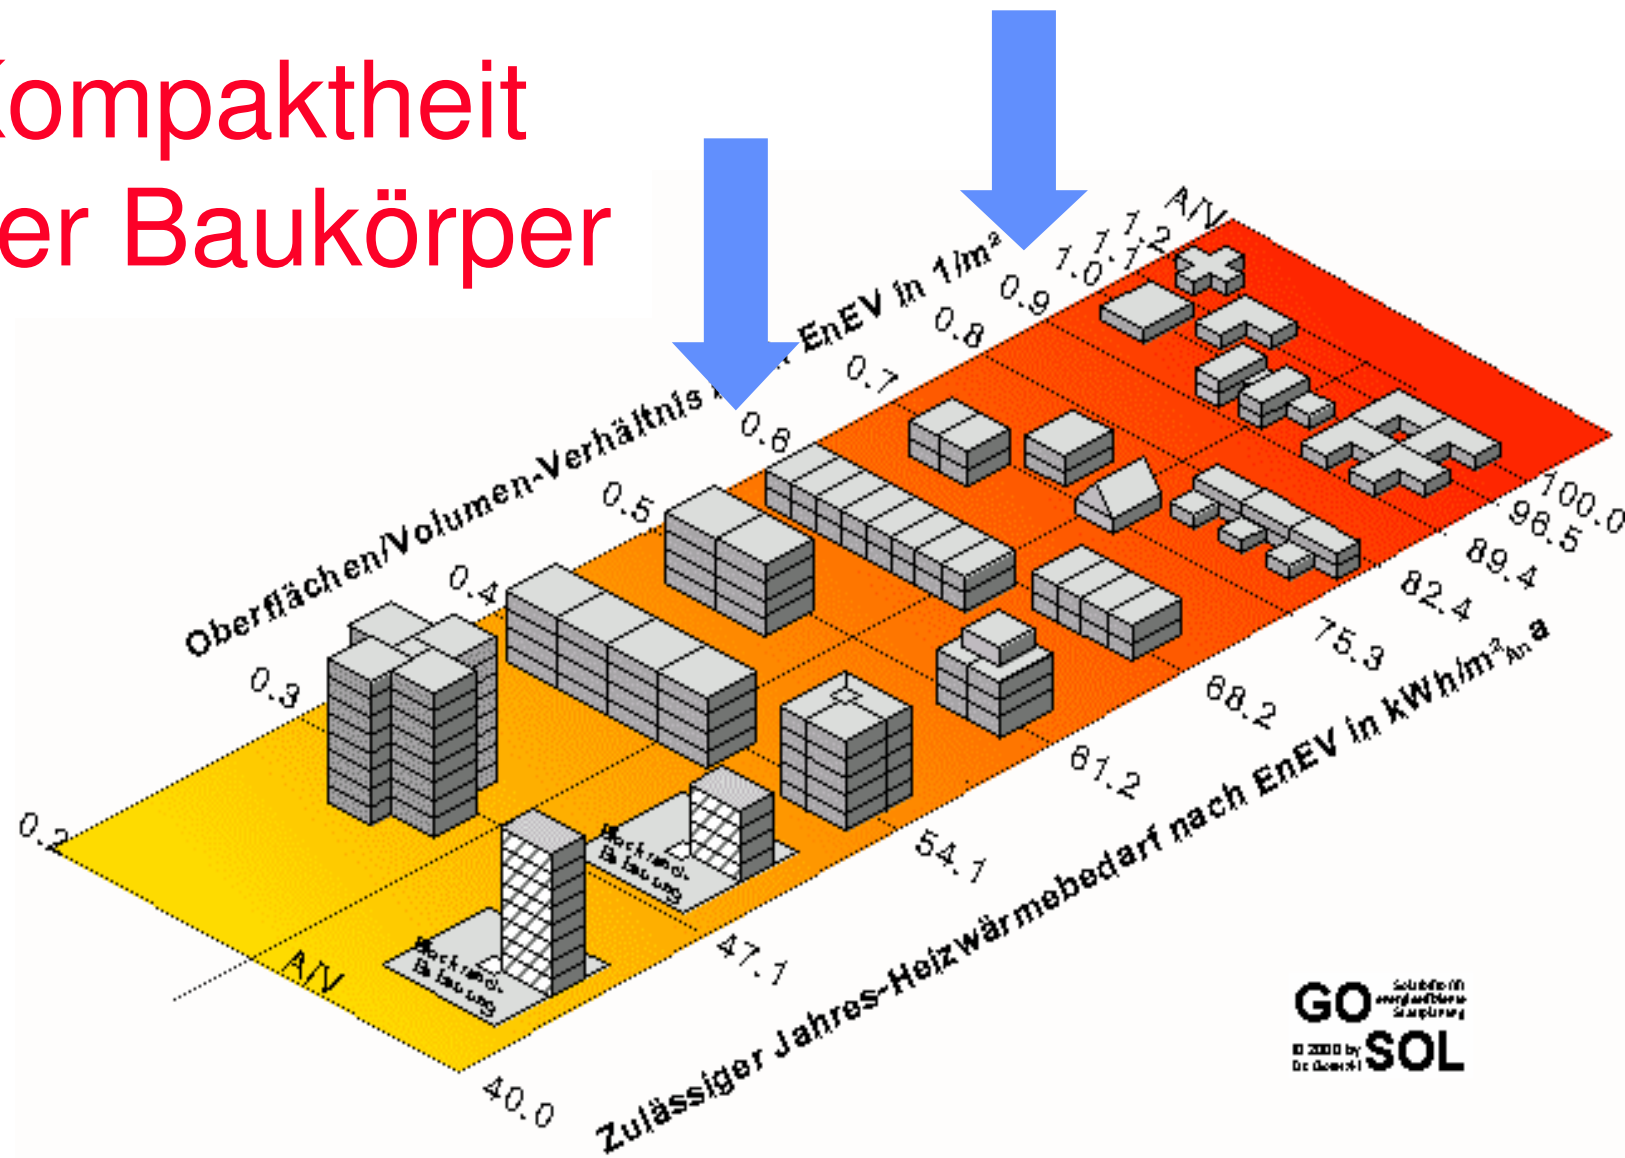 ompaktheit
er Baukörper
Oberflächen/Volumen-Verhältnis EnEV in 1/m²
A/V
1.2
1.1
1.0
0.9
0.8
0.7
0.6
0.5
0.4
0.3
0.2
A/V
100.0
96.5
89.4
82.4
75.3
68.2
61.2
54.1
47.1
40.0
Zulässiger Jahres-Heizwärmebedarf nach EnEV in kWh/m²An a
GO
SOL
© 2000 by